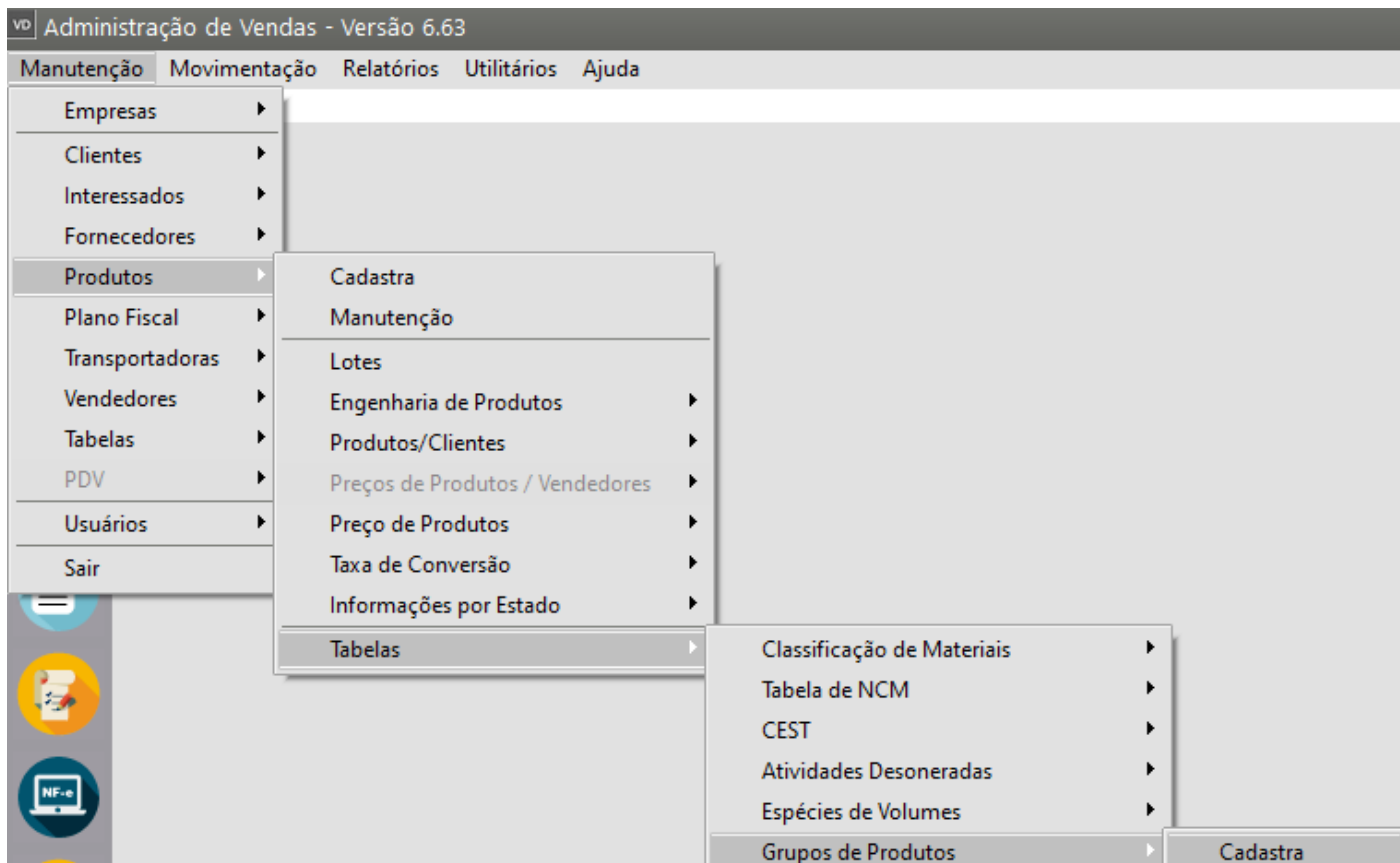 VD Administração de Vendas - Versão 6.63
Manutenção Movimentação Relatórios Utilitários Ajuda
Empresas
Clientes
Interessados
Fornecedores
Produtos
Plano Fiscal
Transportadoras
Vendedores
Tabelas
PDV
Usuários
Sair
Cadastra
Manutenção
Lotes
Engenharia de Produtos
Produtos/Clientes
Preços de Produtos / Vendedores
Preço de Produtos
Taxa de Conversão
Informações por Estado
Tabelas
Classificação de Materiais
Tabela de NCM
CEST
Atividades Desoneradas
Espécies de Volumes
Grupos de Produtos
Cadastra
NF-e